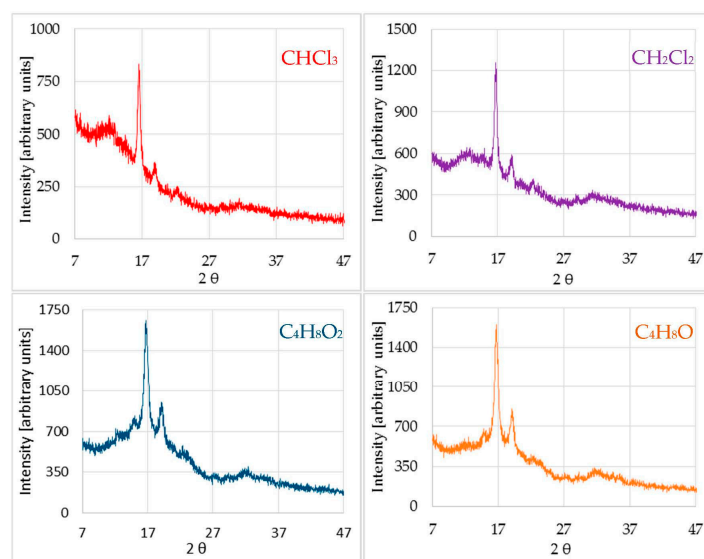 1000
CHCl₃
750
500
250
0
7 17 27 37 47
2 θ
Intensity [arbitrary units]
1500
CH₂Cl₂
1200
900
600
300
0
7 17 27 37 47
2 θ
Intensity [arbitrary units]
1750
C₄H₈O₂
1400
1050
700
350
0
7 17 27 37 47
2 θ
Intensity [arbitrary units]
1750
C₄H₈O
1400
1050
700
350
0
7 17 27 37 47
2 θ
Intensity [arbitrary units]